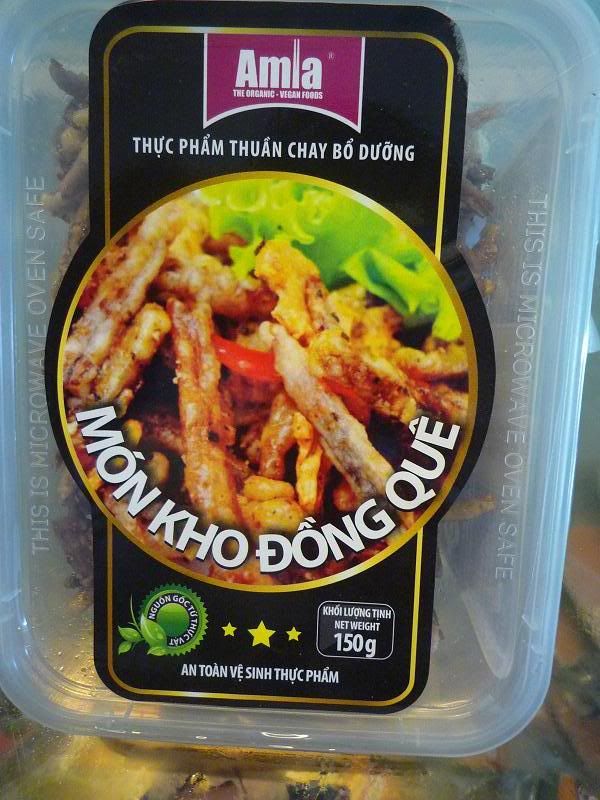 Amla®
THE ORGANIC - VEGAN FOODS
THỰC PHẨM THUẦN CHAY BỔ DƯỠNG
THIS IS MICROWAVE OVEN SAFE
THIS IS MICROWAVE OVEN SAFE
MÓN KHO ĐỒNG QUÊ
NGUỒN GỐC TỪ THỰC VẬT
KHỐI LƯỢNG TỊNH
NET WEIGHT
150g
AN TOÀN VỆ SINH THỰC PHẨM